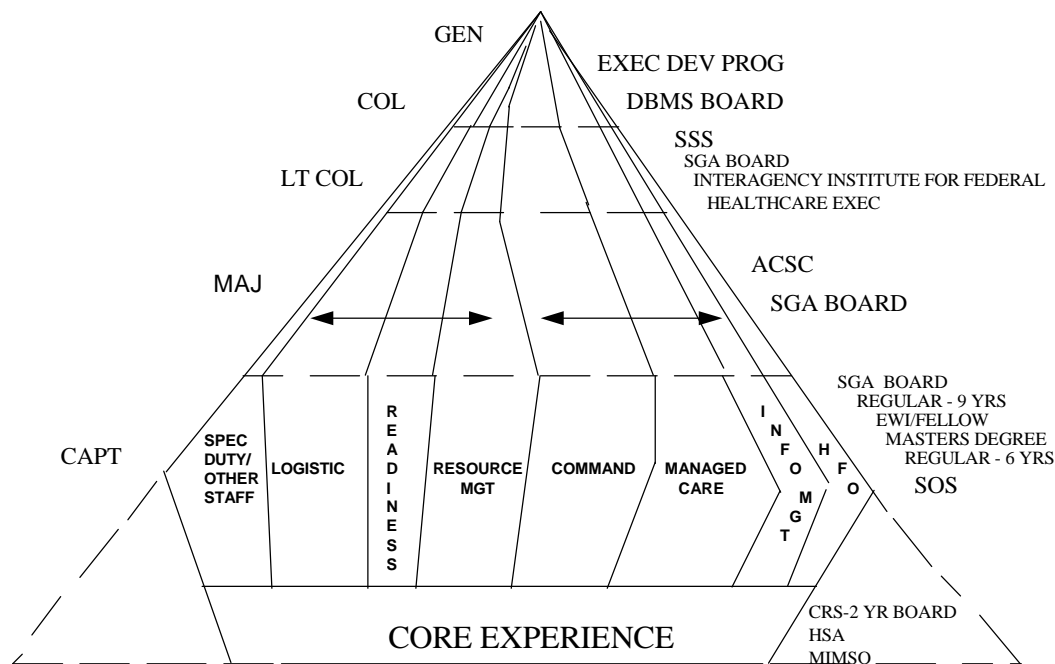 GEN
EXEC DEV PROG
COL
DBMS BOARD
SSS
SGA BOARD
LT COL
INTERAGENCY INSTITUTE FOR FEDERAL
HEALTHCARE EXEC
ACSC
MAJ
SGA BOARD
SGA BOARD
REGULAR - 9 YRS
EWI/FELLOW
MASTERS DEGREE
REGULAR - 6 YRS
SOS
CAPT
SPEC
DUTY/
OTHER
STAFF
LOGISTIC
READINESS
RESOURCE
MGT
COMMAND
MANAGED
CARE
INFO MGT
HFO
CORE EXPERIENCE
CRS-2 YR BOARD
HSA
MIMSO